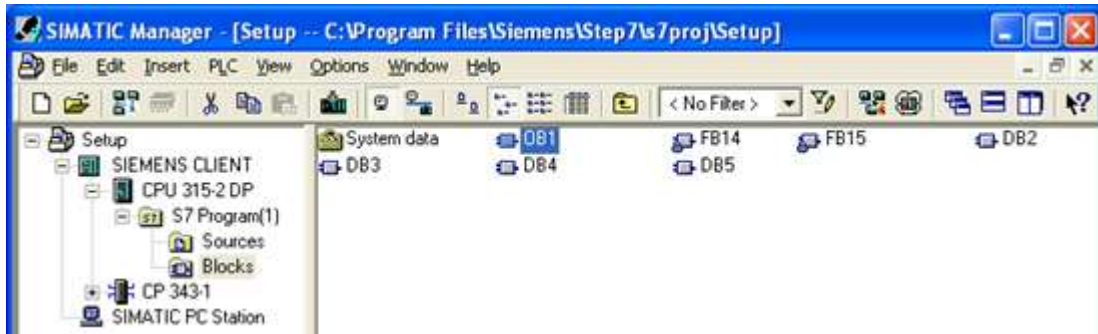 SIMATIC Manager - [Setup -- C:\Program Files\Siemens\Step7\s7proj\Setup]
File Edit Insert PLC View Options Window Help
< No Filter >
Setup
SIEMENS CLIENT
CPU 315-2 DP
S7 Program(1)
Sources
Blocks
CP 343-1
SIMATIC PC Station
System data OB1 FB14 FB15 DB2
DB3 DB4 DB5